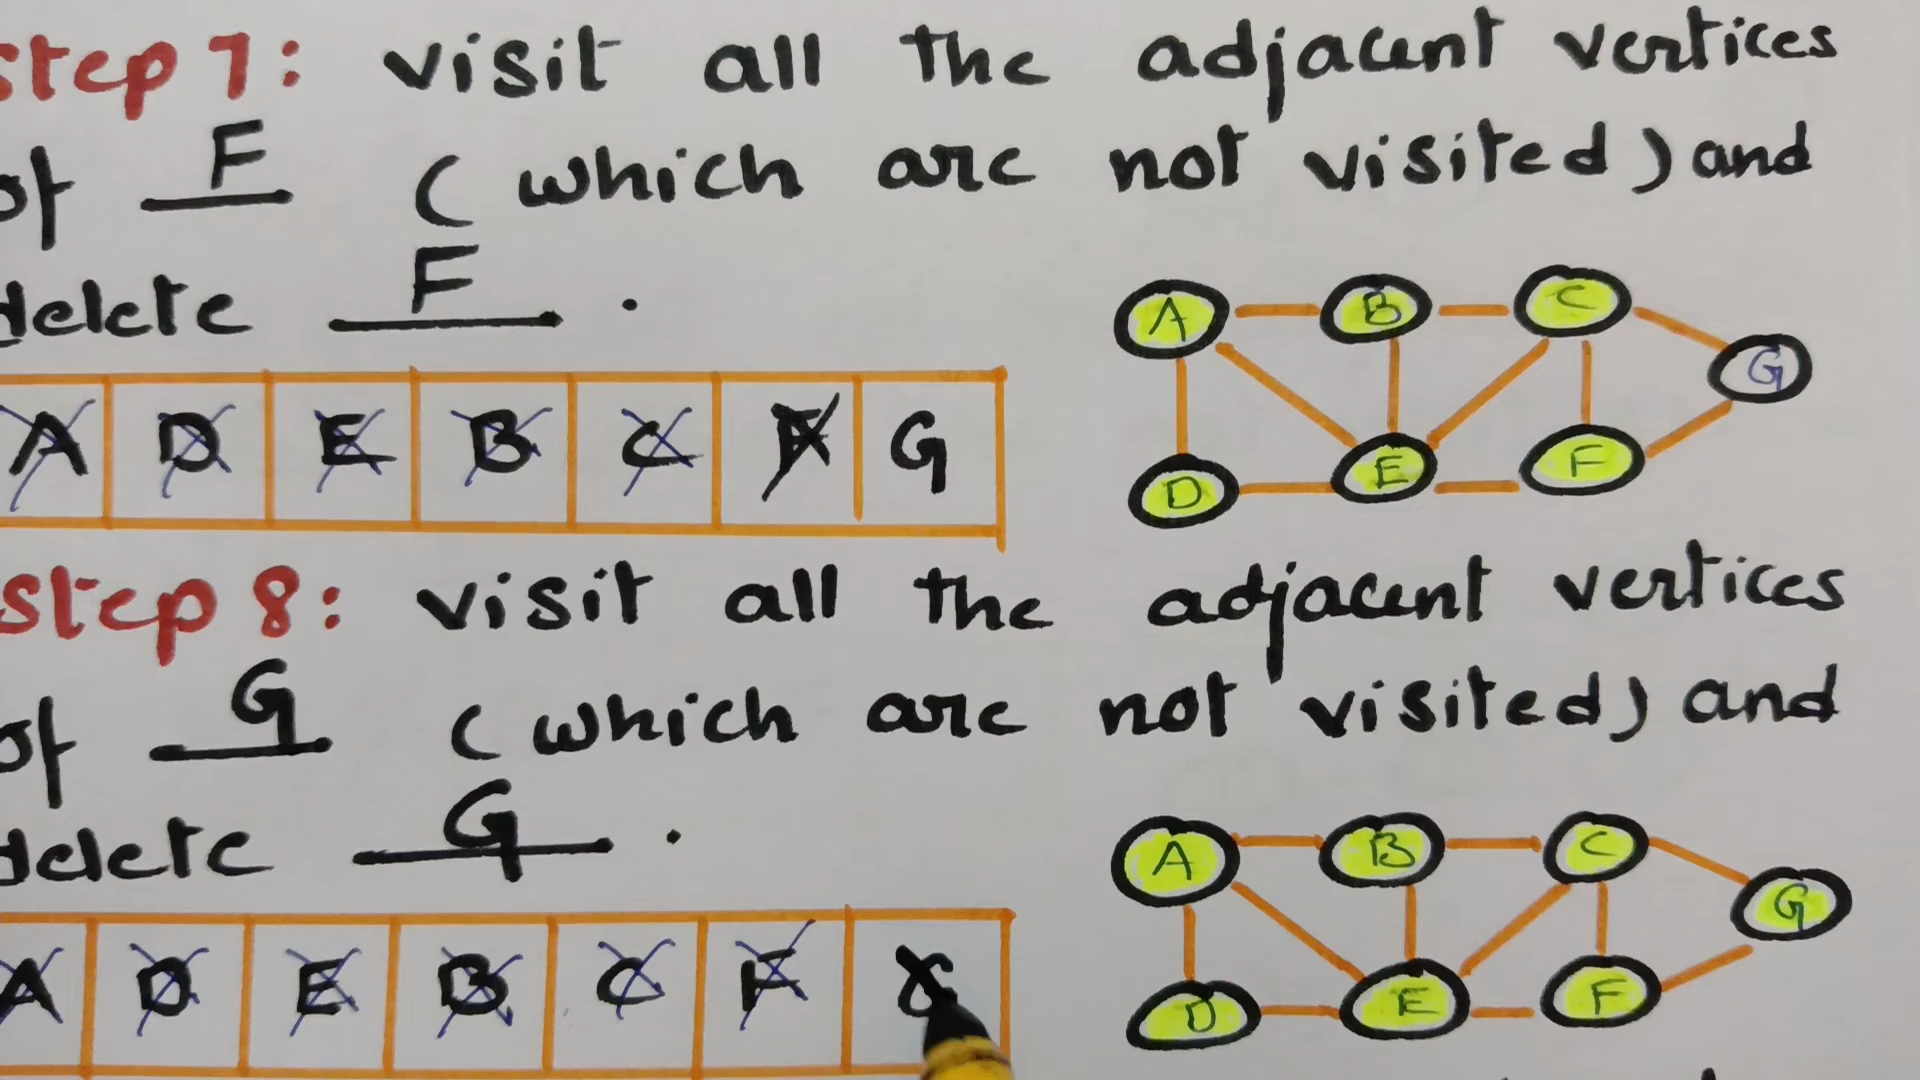 step 7: visit all the adjacent vertices
of F (which are not visited) and
delete F .
A B C
G
D E F
A D E B C F G
step 8: visit all the adjacent vertices
of G (which are not visited) and
delete G .
A B C
G
D E F
A D E B C F G